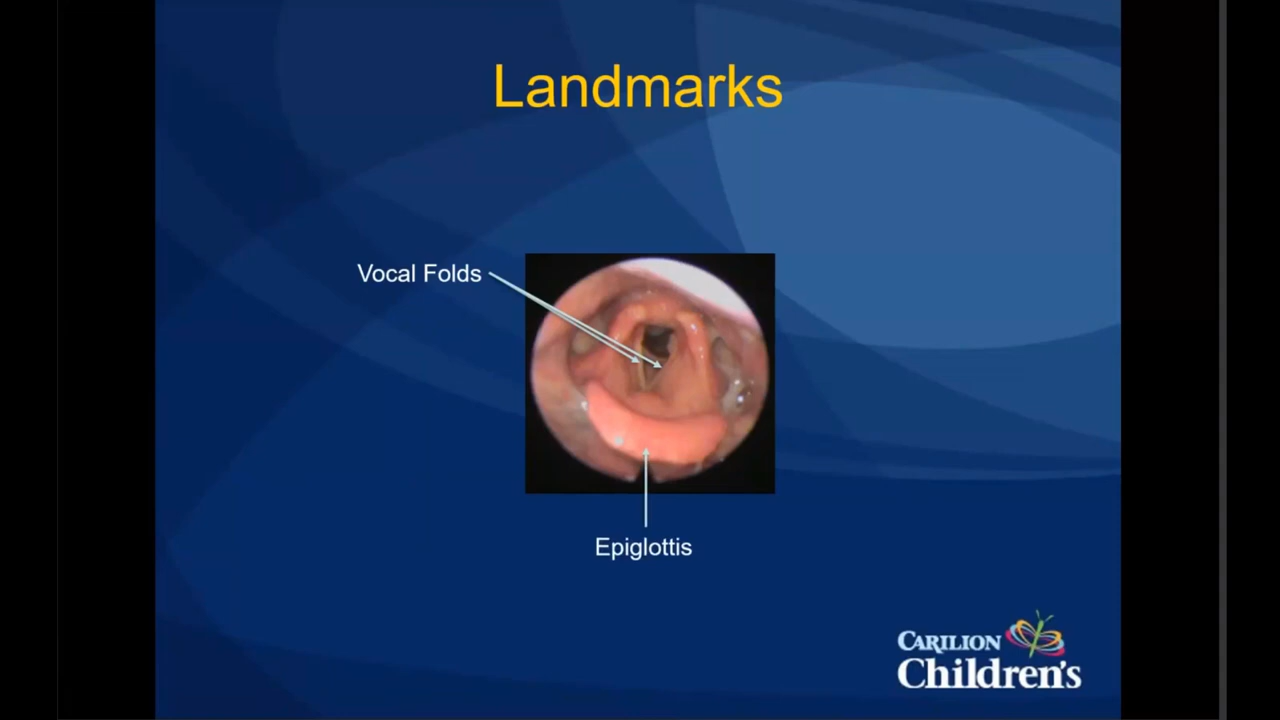 Landmarks
Vocal Folds
Epiglottis
CARILION
Children's